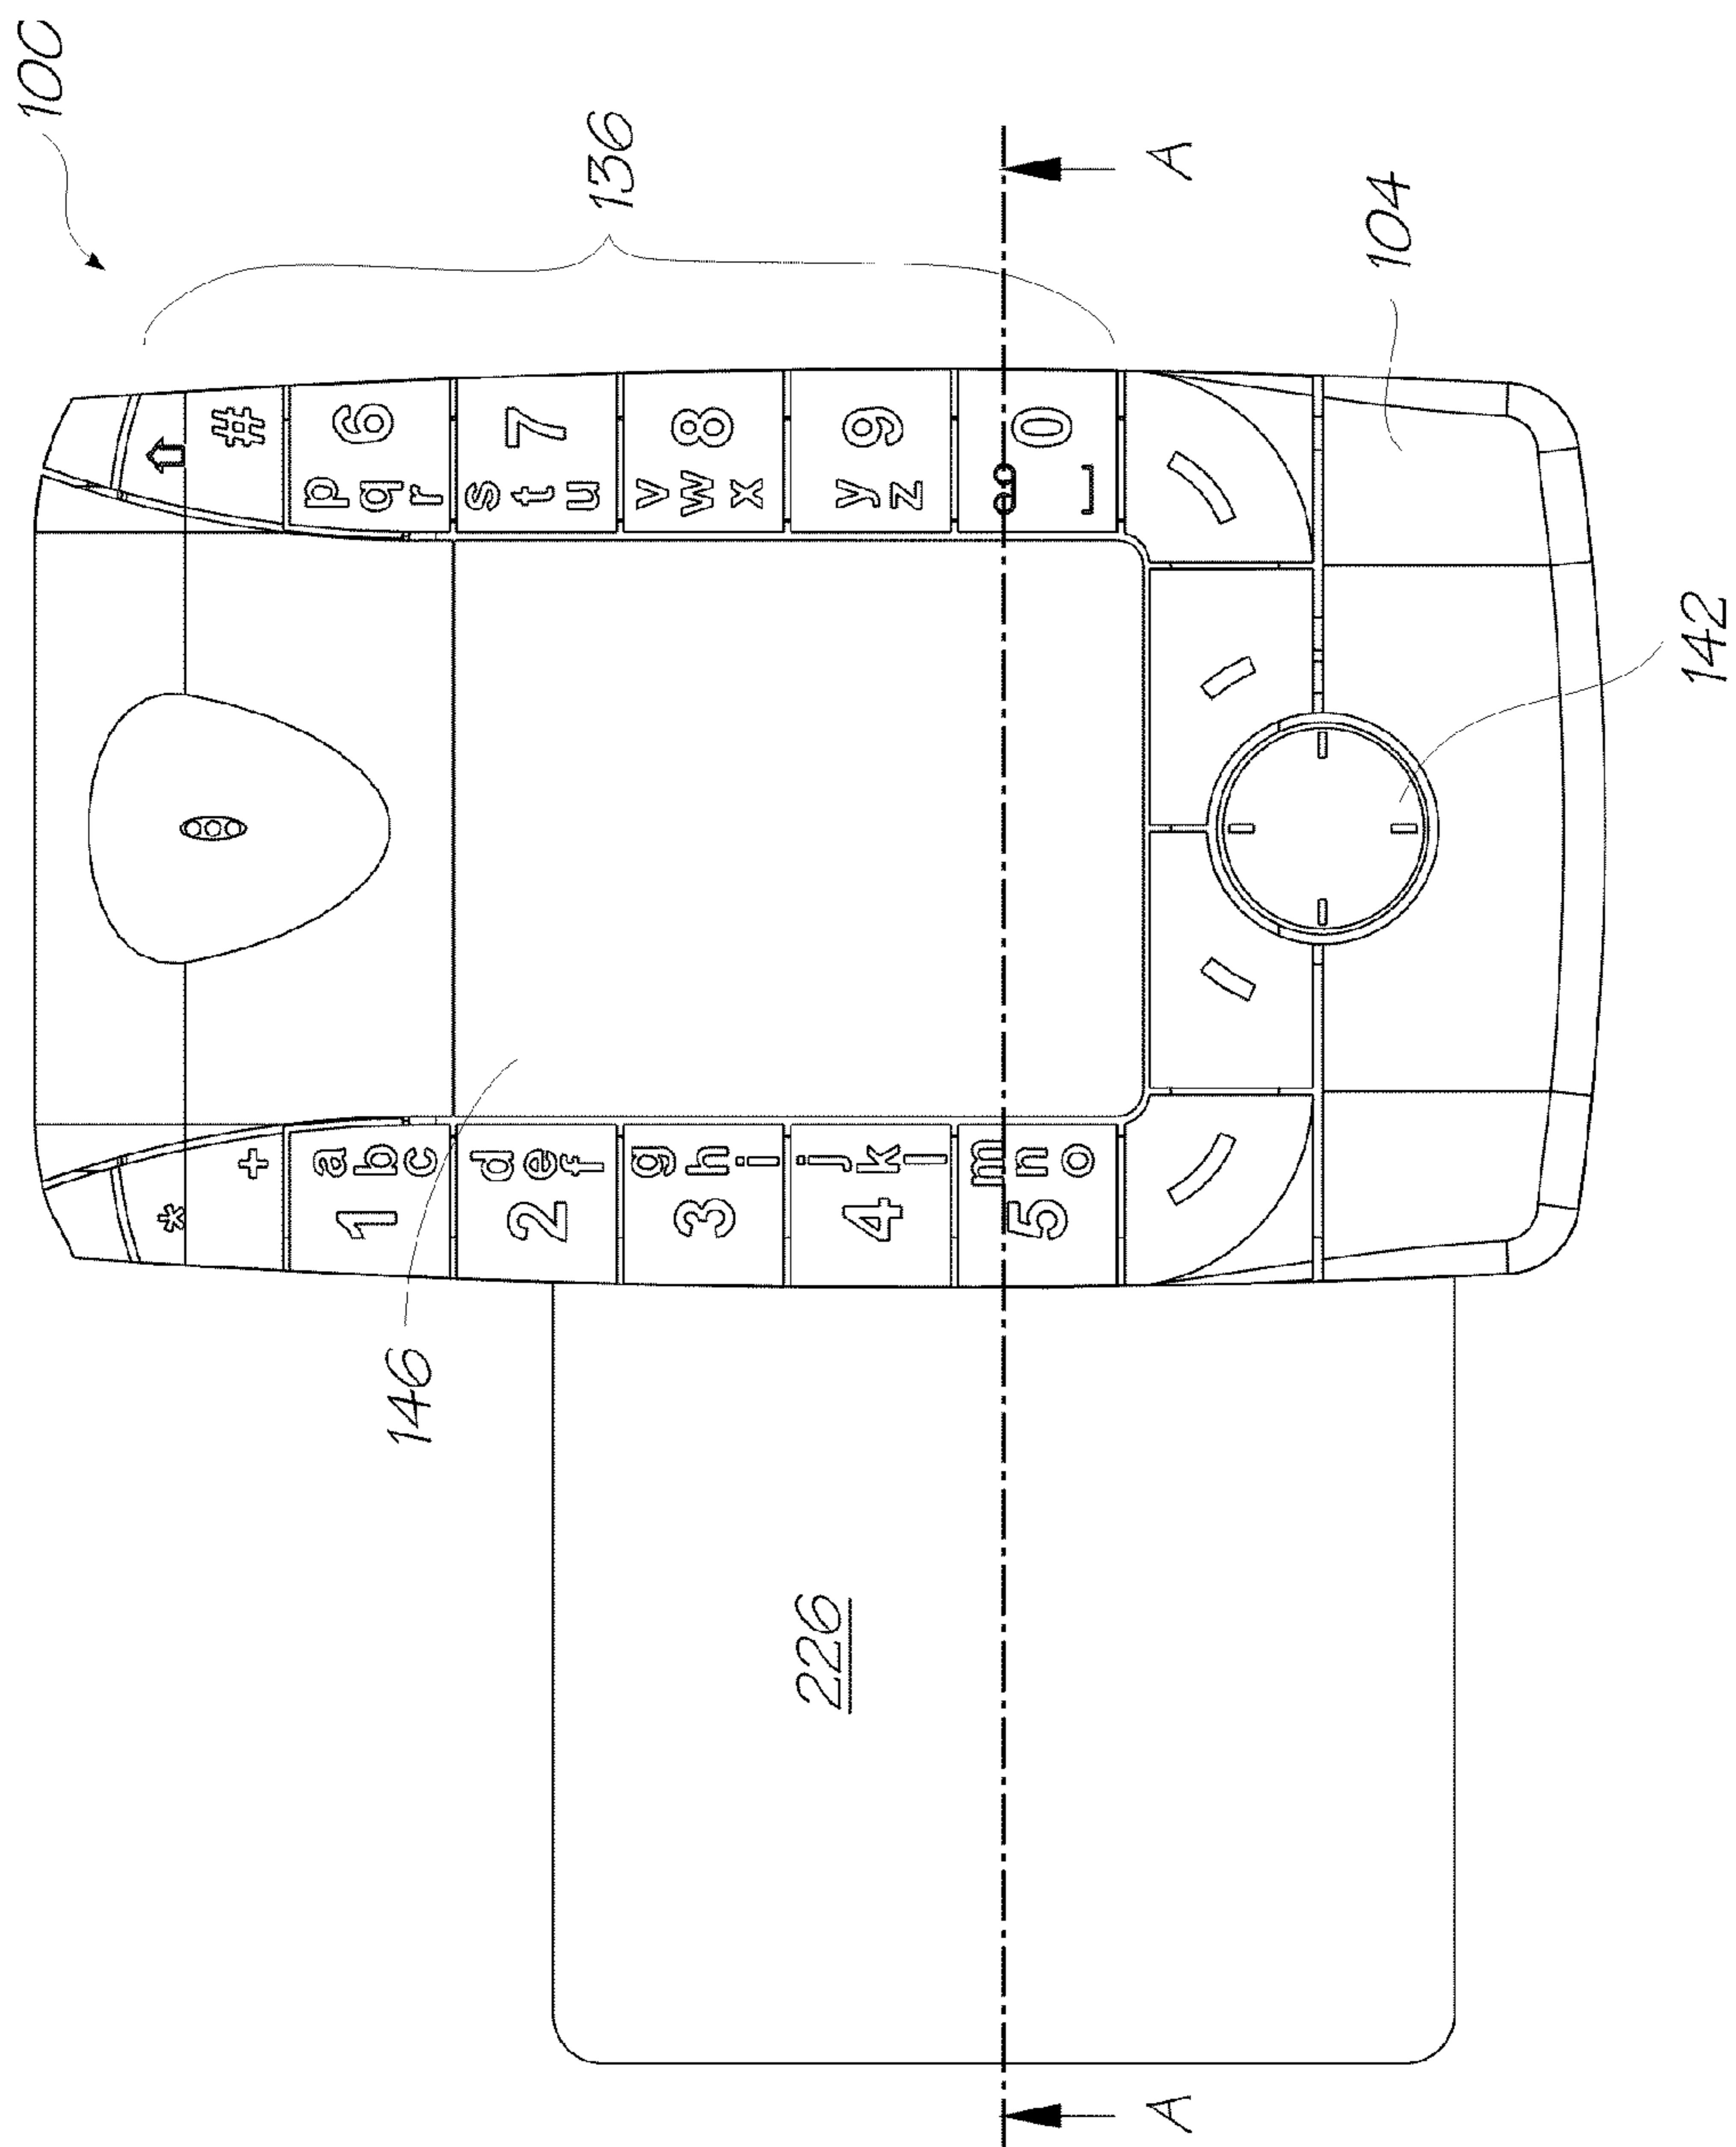 100
* ⇧
+ #
1 abc pqr 6
146
2 def stu 7
136
3 ghi vwx 8
226
4 jkl yz 9
5 mno 0
A A
104
142